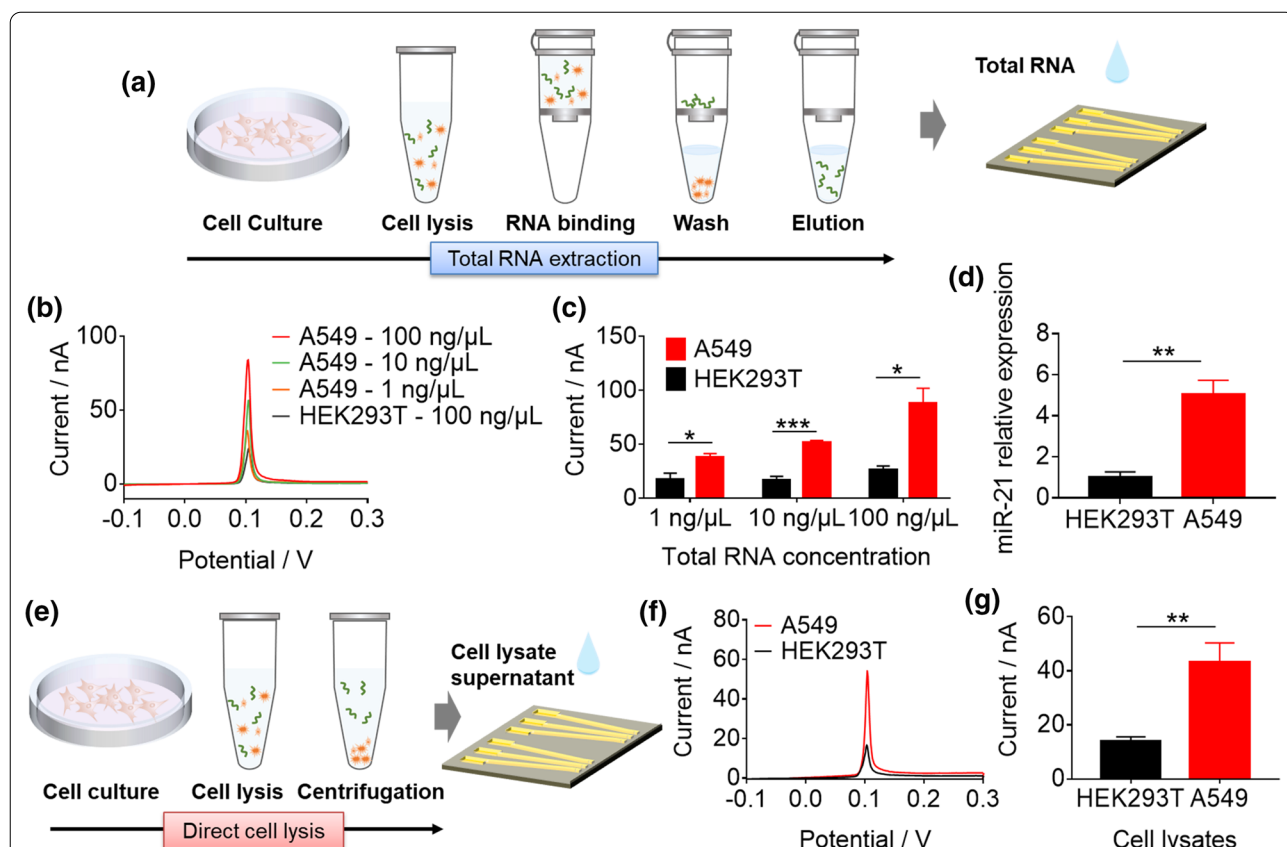 (a)
Total RNA
Cell Culture
Cell lysis
RNA binding
Wash
Elution
Total RNA extraction
(b)
100
50
0
Current / nA
A549 - 100 ng/µL
A549 - 10 ng/µL
A549 - 1 ng/µL
HEK293T - 100 ng/µL
-0.1 0.0 0.1 0.2 0.3
Potential / V
(c)
150
100
50
0
Current / nA
A549
HEK293T
*
***
*
1 ng/µL 10 ng/µL 100 ng/µL
Total RNA concentration
(d)
8
6
4
2
0
miR-21 relative expression
**
HEK293T A549
(e)
Cell lysate
supernatant
Cell culture
Cell lysis
Centrifugation
Direct cell lysis
(f)
80
60
40
20
0
Current / nA
A549
HEK293T
-0.1 0.0 0.1 0.2 0.3
Potential / V
(g)
60
40
20
0
Current / nA
**
HEK293T A549
Cell lysates